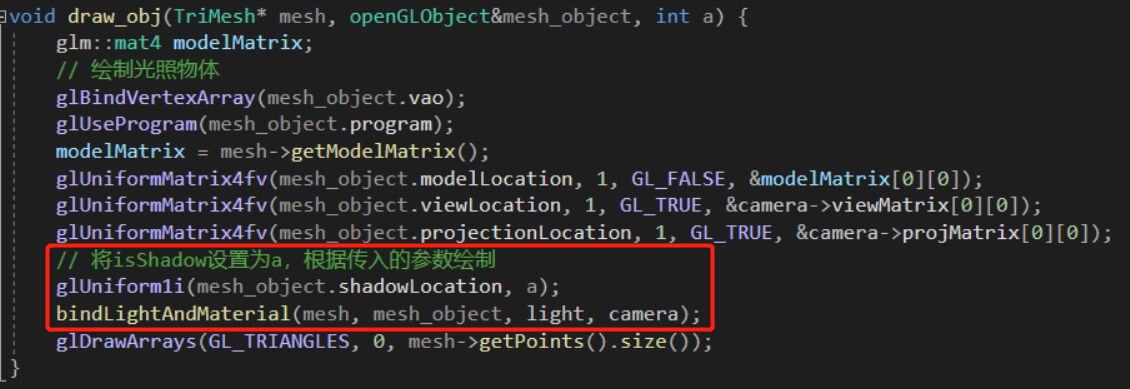 void draw_obj(TriMesh* mesh, openGLObject&mesh_object, int a) {
glm::mat4 modelMatrix;
// 绘制光照物体
glBindVertexArray(mesh_object.vao);
glUseProgram(mesh_object.program);
modelMatrix = mesh->getModelMatrix();
glUniformMatrix4fv(mesh_object.modelLocation, 1, GL_FALSE, &modelMatrix[0][0]);
glUniformMatrix4fv(mesh_object.viewLocation, 1, GL_TRUE, &camera->viewMatrix[0][0]);
glUniformMatrix4fv(mesh_object.projectionLocation, 1, GL_TRUE, &camera->projMatrix[0][0]);
// 将isShadow设置为a，根据传入的参数绘制
glUniform1i(mesh_object.shadowLocation, a);
bindLightAndMaterial(mesh, mesh_object, light, camera);
glDrawArrays(GL_TRIANGLES, 0, mesh->getPoints().size());
}